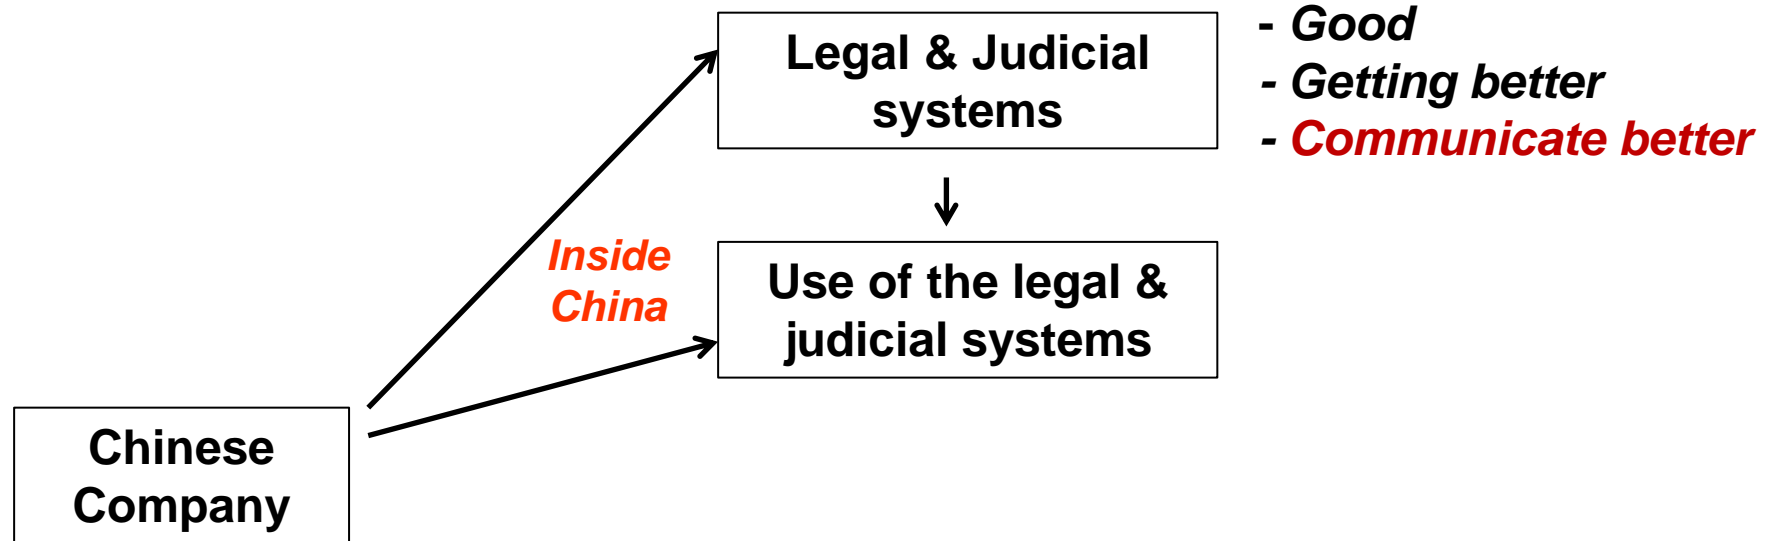 Legal & Judicial
systems
- Good
- Getting better
- Communicate better
Inside
China
Use of the legal &
judicial systems
Chinese
Company